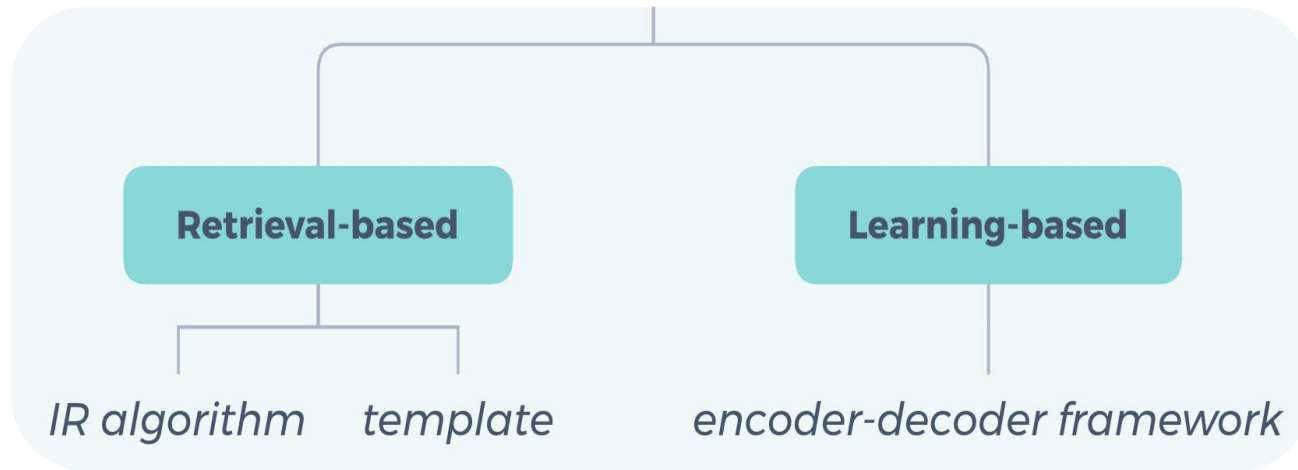 Retrieval-based
Learning-based
IR algorithm
template
encoder-decoder framework